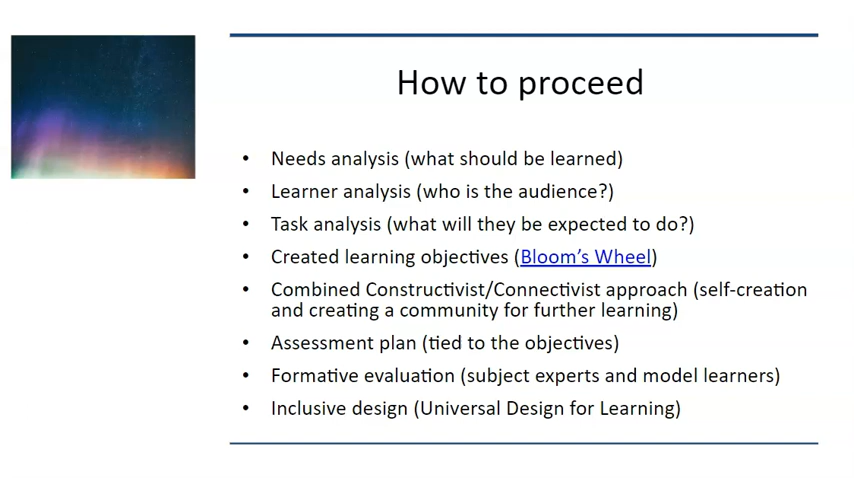 How to proceed
• Needs analysis (what should be learned)
• Learner analysis (who is the audience?)
• Task analysis (what will they be expected to do?)
• Created learning objectives (Bloom's Wheel)
• Combined Constructivist/Connectivist approach (self-creation
and creating a community for further learning)
• Assessment plan (tied to the objectives)
• Formative evaluation (subject experts and model learners)
• Inclusive design (Universal Design for Learning)